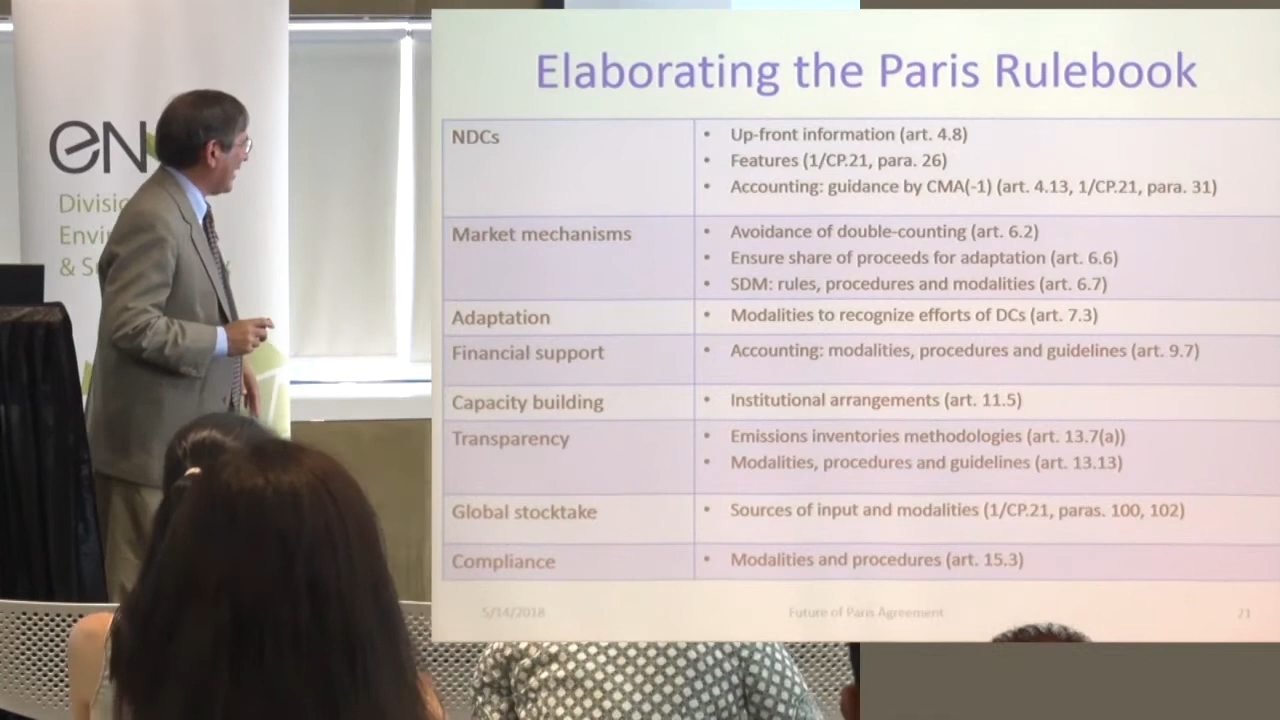 Elaborating the Paris Rulebook
NDCs
• Up-front information (art. 4.8)
• Features (1/CP.21, para. 26)
• Accounting: guidance by CMA(-1) (art. 4.13, 1/CP.21, para. 31)
Market mechanisms
• Avoidance of double-counting (art. 6.2)
• Ensure share of proceeds for adaptation (art. 6.6)
• SDM: rules, procedures and modalities (art. 6.7)
Adaptation
• Modalities to recognize efforts of DCs (art. 7.3)
Financial support
• Accounting: modalities, procedures and guidelines (art. 9.7)
Capacity building
• Institutional arrangements (art. 11.5)
Transparency
• Emissions inventories methodologies (art. 13.7(a))
• Modalities, procedures and guidelines (art. 13.13)
Global stocktake
• Sources of input and modalities (1/CP.21, paras. 100, 102)
Compliance
• Modalities and procedures (art. 15.3)
5/14/2018
Future of Paris Agreement
21
eN
&